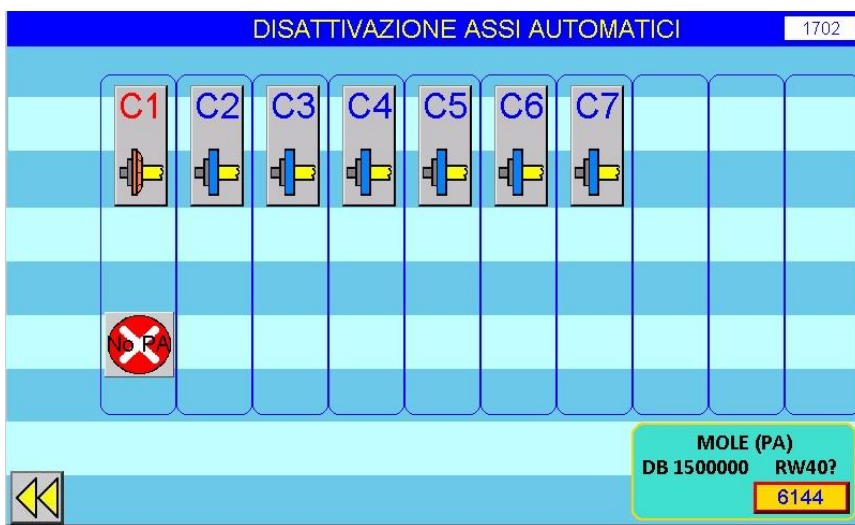 DISATTIVAZIONE ASSI AUTOMATICI 1702
C1 C2 C3 C4 C5 C6 C7
No PA
MOLE (PA)
DB 1500000 RW40?
6144